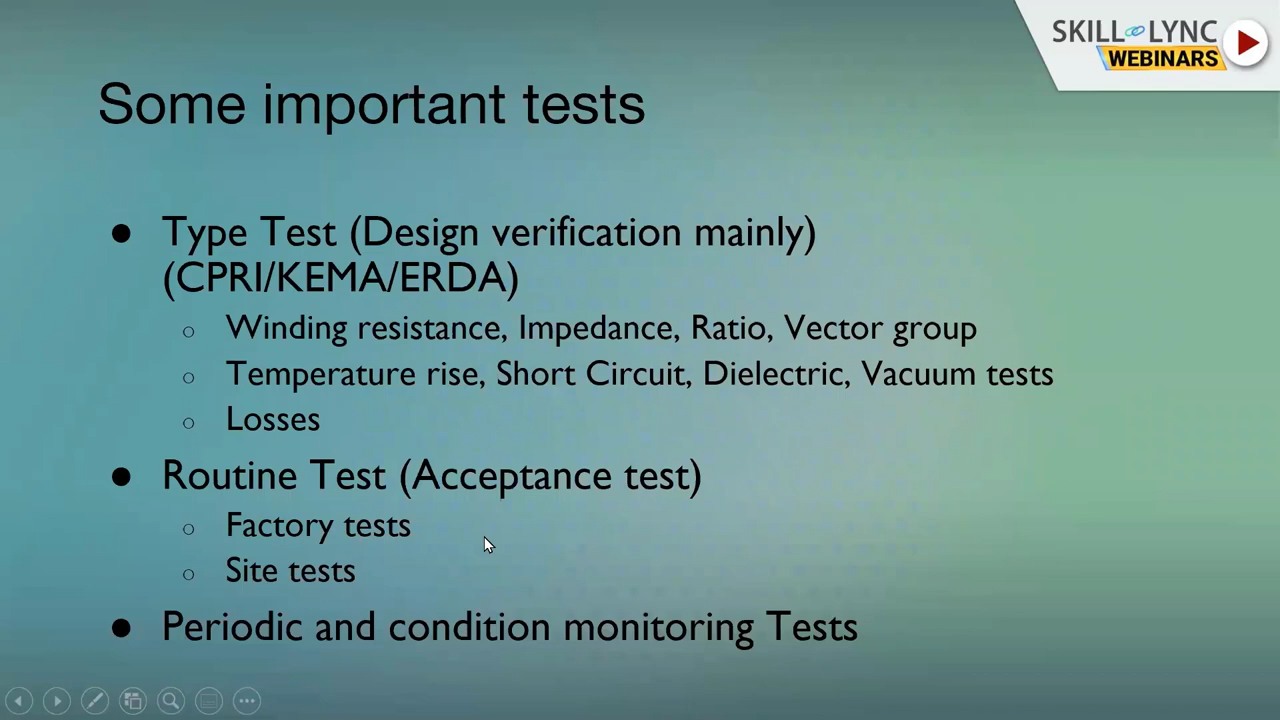 SKILL LYNC
WEBINARS
Some important tests
● Type Test (Design verification mainly)
(CPRI/KEMA/ERDA)
○ Winding resistance, Impedance, Ratio, Vector group
○ Temperature rise, Short Circuit, Dielectric, Vacuum tests
○ Losses
● Routine Test (Acceptance test)
○ Factory tests
○ Site tests
● Periodic and condition monitoring Tests